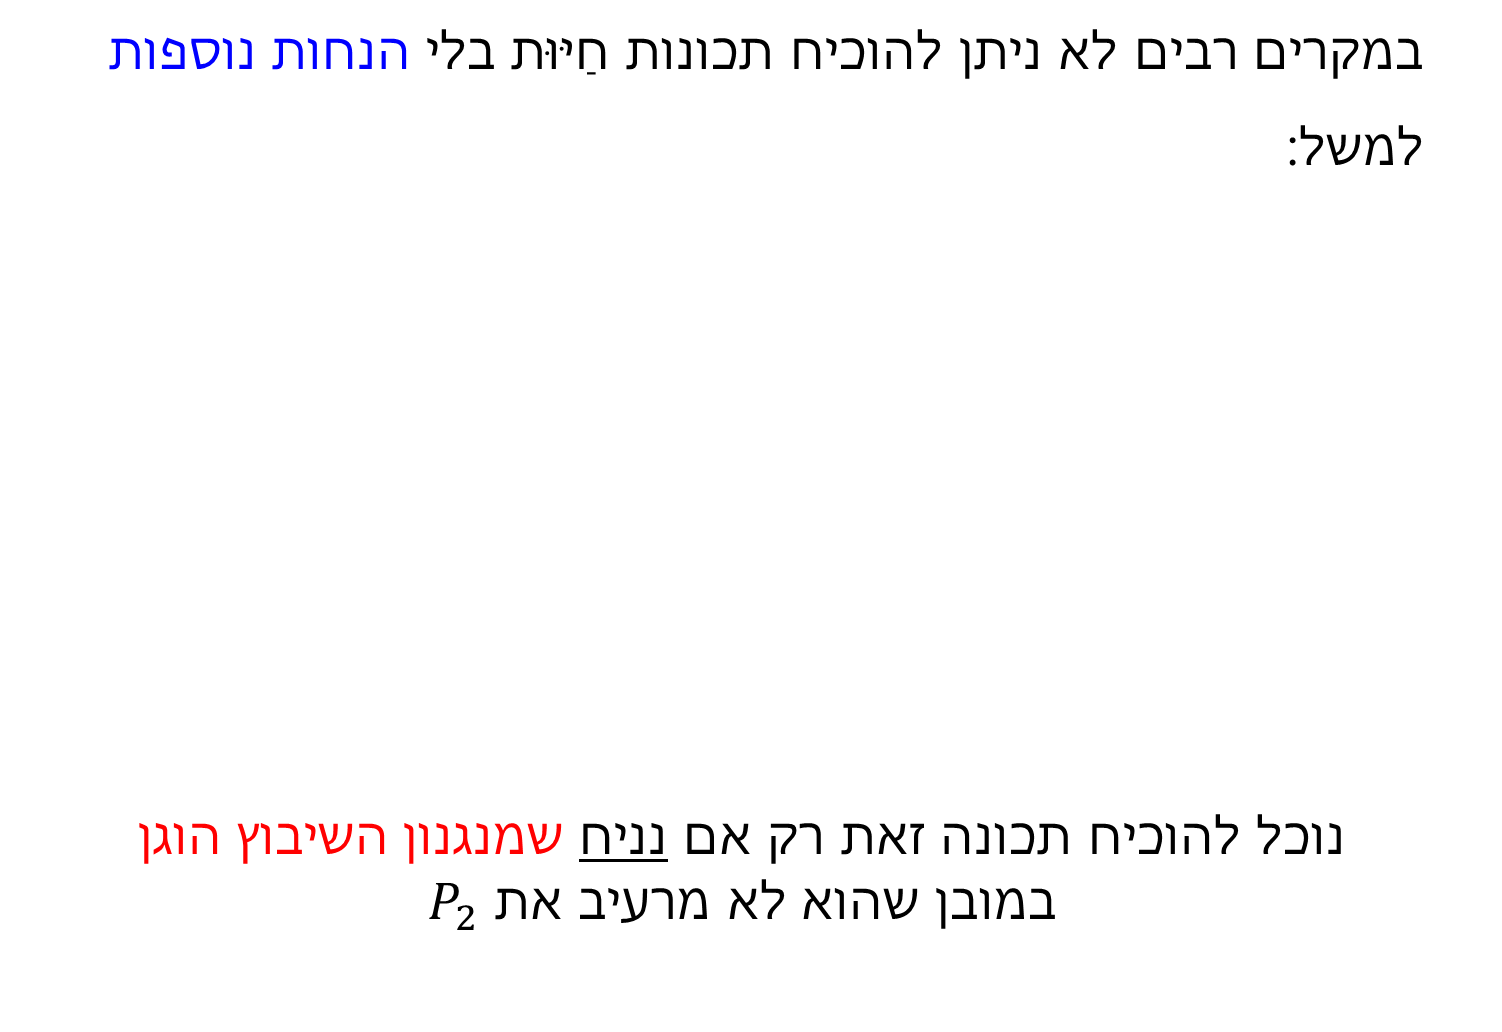 במקרים רבים לא ניתן להוכיח תכונות חַיּוּת בלי הנחות נוספות
למשל:
נוכל להוכיח תכונה זאת רק אם נניח שמנגנון השיבוץ הוגן
במובן שהוא לא מרעיב את P₂